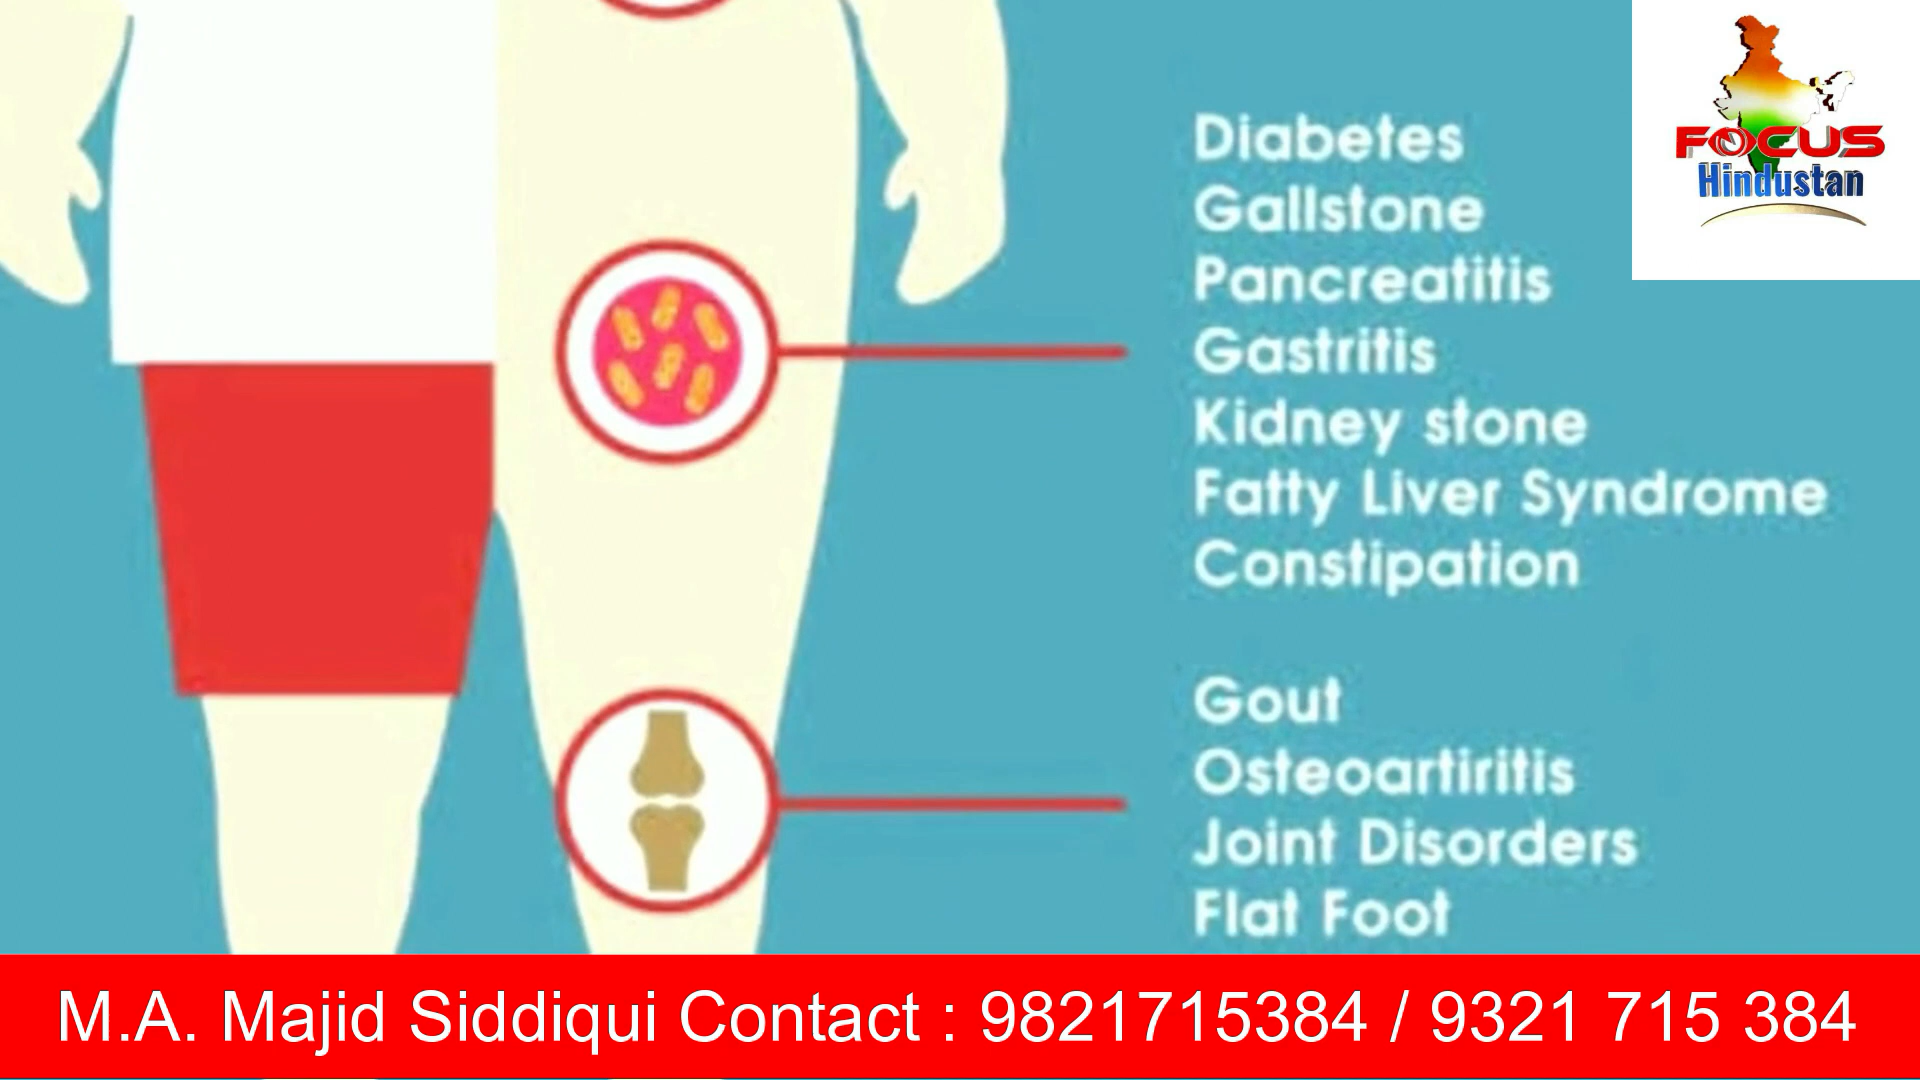 FOCUS
Hindustan
Diabetes
Gallstone
Pancreatitis
Gastritis
Kidney stone
Fatty Liver Syndrome
Constipation
Gout
Osteoartiritis
Joint Disorders
Flat Foot
M.A. Majid Siddiqui Contact : 9821715384 / 9321 715 384